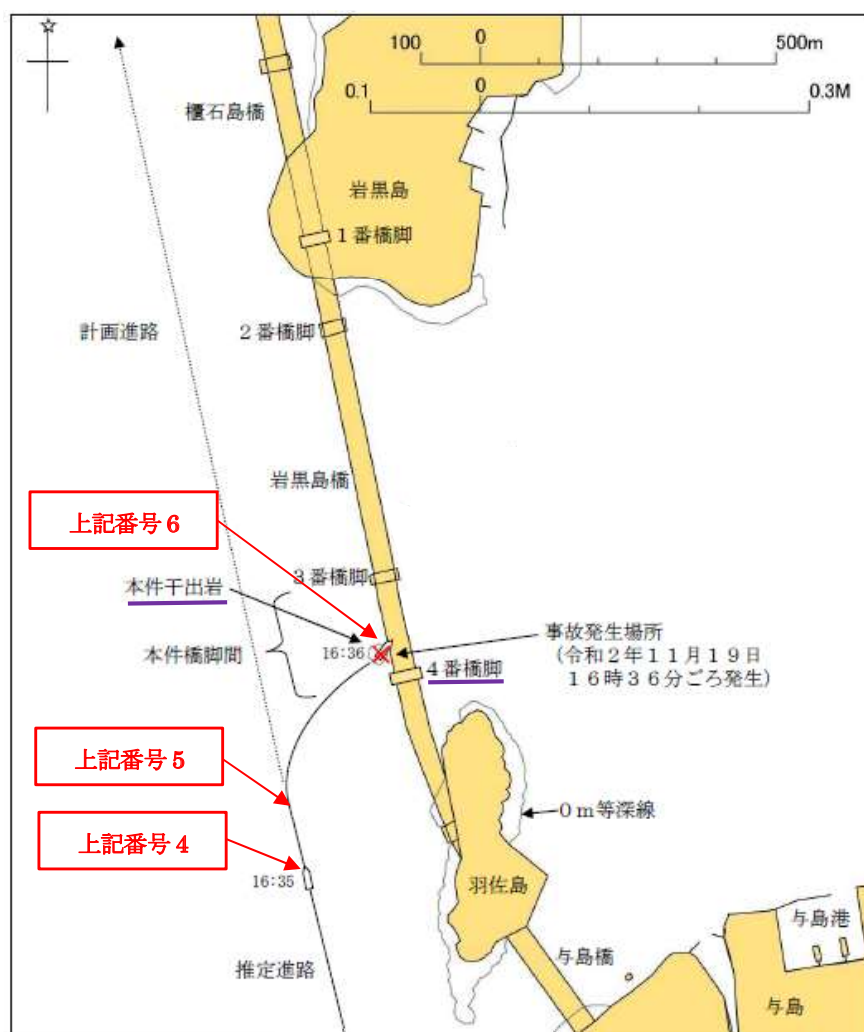 100 0 500m
0.1 0 0.3M
櫃石島橋
岩黒島
1番橋脚
計画進路
2番橋脚
岩黒島橋
上記番号6
3番橋脚
本件干出岩
事故発生場所
(令和2年11月19日
16時36分ごろ発生)
16:36
本件橋脚間
4番橋脚
上記番号5
0m等深線
上記番号4
16:35
羽佐島
与島港
推定進路
与島橋
与島